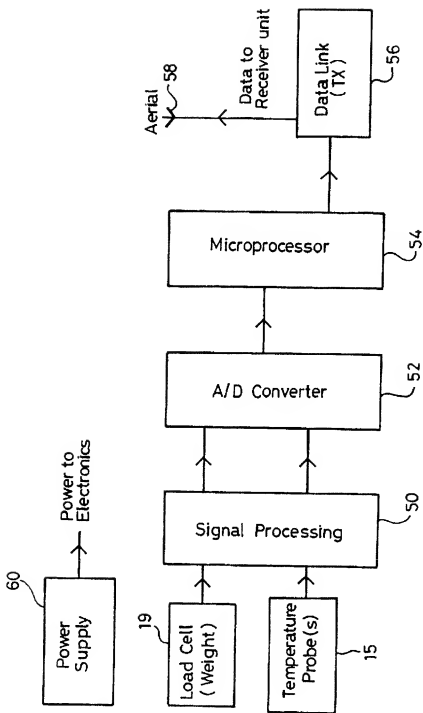 60
Power
Supply
Power to
Electronics
19
Load Cell
(Weight)
Temperature
Probe(s)
15
Signal Processing
50
A/D Converter
52
Microprocessor
54
Aerial
58
Data to
Receiver unit
Data Link
(TX)
56